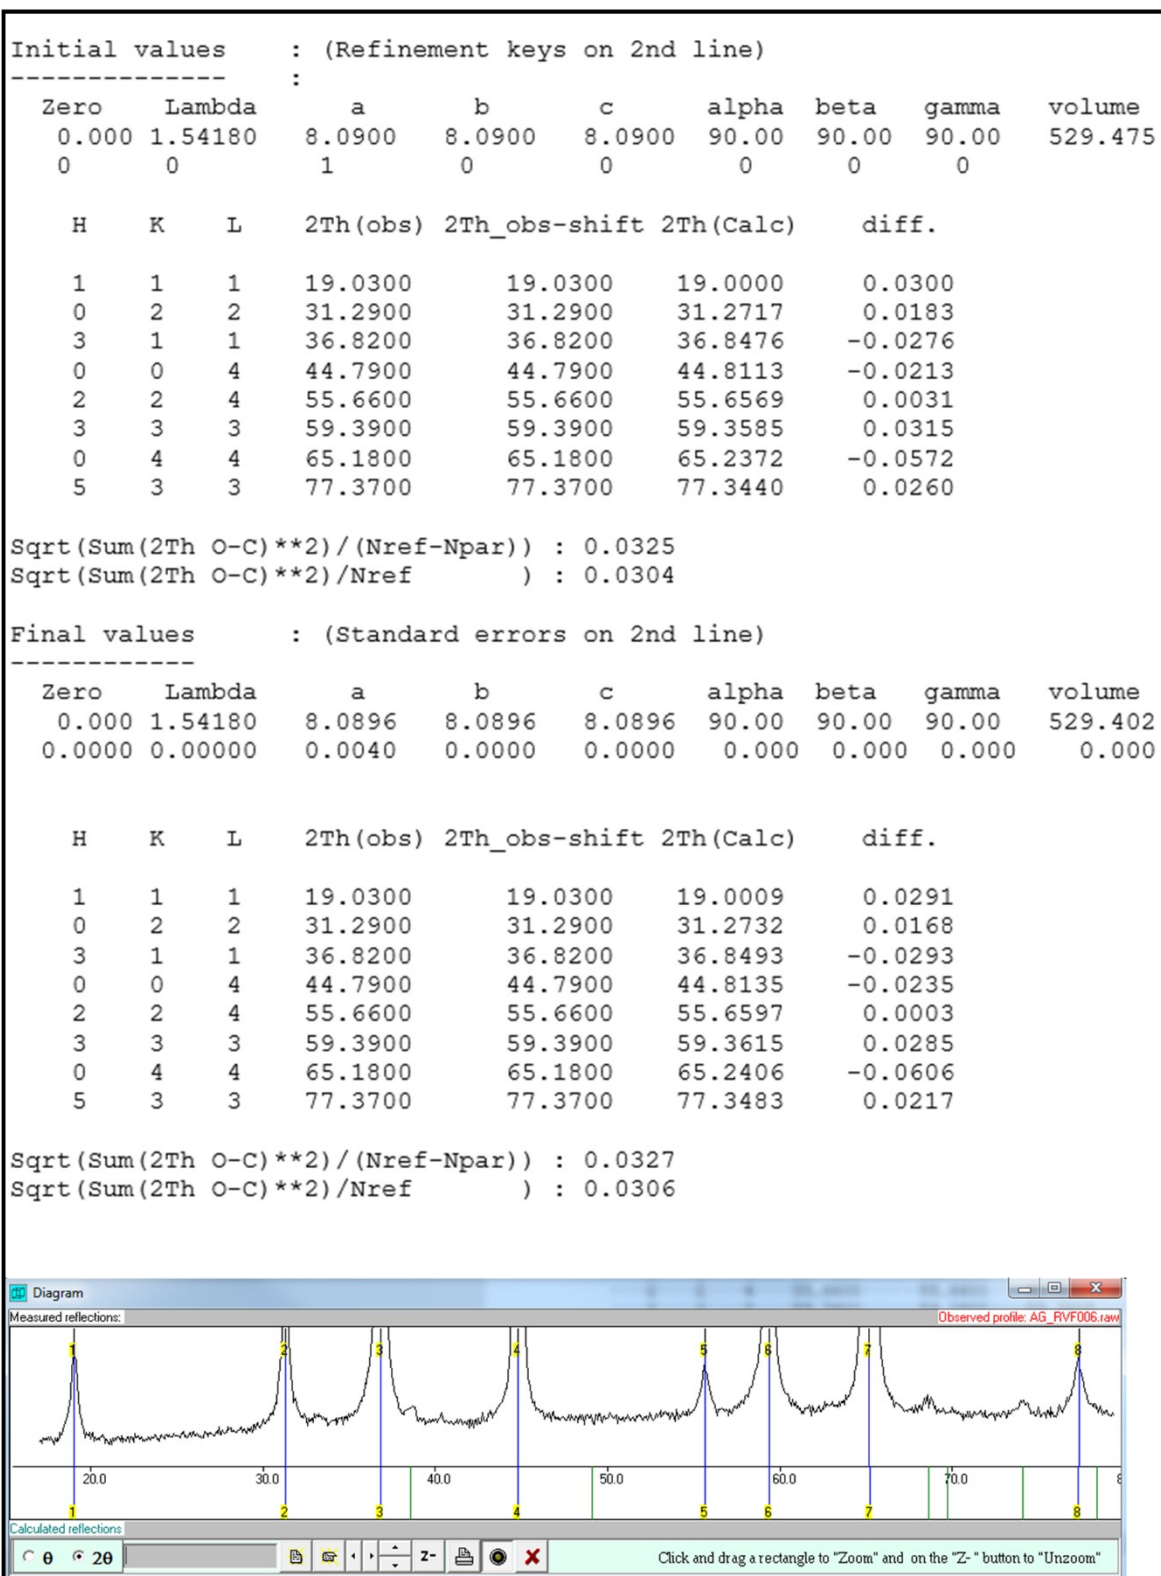 Initial values : (Refinement keys on 2nd line)
-------------- :
Zero Lambda a b c alpha beta gamma volume
0.000 1.54180 8.0900 8.0900 8.0900 90.00 90.00 90.00 529.475
0 0 1 0 0 0 0 0
H K L 2Th(obs) 2Th_obs-shift 2Th(Calc) diff.
1 1 1 19.0300 19.0300 19.0000 0.0300
0 2 2 31.2900 31.2900 31.2717 0.0183
3 1 1 36.8200 36.8200 36.8476 -0.0276
0 0 4 44.7900 44.7900 44.8113 -0.0213
2 2 4 55.6600 55.6600 55.6569 0.0031
3 3 3 59.3900 59.3900 59.3585 0.0315
0 4 4 65.1800 65.1800 65.2372 -0.0572
5 3 3 77.3700 77.3700 77.3440 0.0260
Sqrt(Sum(2Th O-C)**2)/(Nref-Npar)) : 0.0325
Sqrt(Sum(2Th O-C)**2)/Nref ) : 0.0304
Final values : (Standard errors on 2nd line)
------------
Zero Lambda a b c alpha beta gamma volume
0.000 1.54180 8.0896 8.0896 8.0896 90.00 90.00 90.00 529.402
0.0000 0.00000 0.0040 0.0000 0.0000 0.000 0.000 0.000 0.000
H K L 2Th(obs) 2Th_obs-shift 2Th(Calc) diff.
1 1 1 19.0300 19.0300 19.0009 0.0291
0 2 2 31.2900 31.2900 31.2732 0.0168
3 1 1 36.8200 36.8200 36.8493 -0.0293
0 0 4 44.7900 44.7900 44.8135 -0.0235
2 2 4 55.6600 55.6600 55.6597 0.0003
3 3 3 59.3900 59.3900 59.3615 0.0285
0 4 4 65.1800 65.1800 65.2406 -0.0606
5 3 3 77.3700 77.3700 77.3483 0.0217
Sqrt(Sum(2Th O-C)**2)/(Nref-Npar)) : 0.0327
Sqrt(Sum(2Th O-C)**2)/Nref ) : 0.0306
Diagram
Measured reflections: Observed profile: AG_RVF006.raw
1 2 3 4 5 6 7 8
20.0 30.0 40.0 50.0 60.0 70.0 8
1 2 3 4 5 6 7 8
Calculated reflections
θ 2θ Z- Click and drag a rectangle to "Zoom" and on the "Z- " button to "Unzoom"